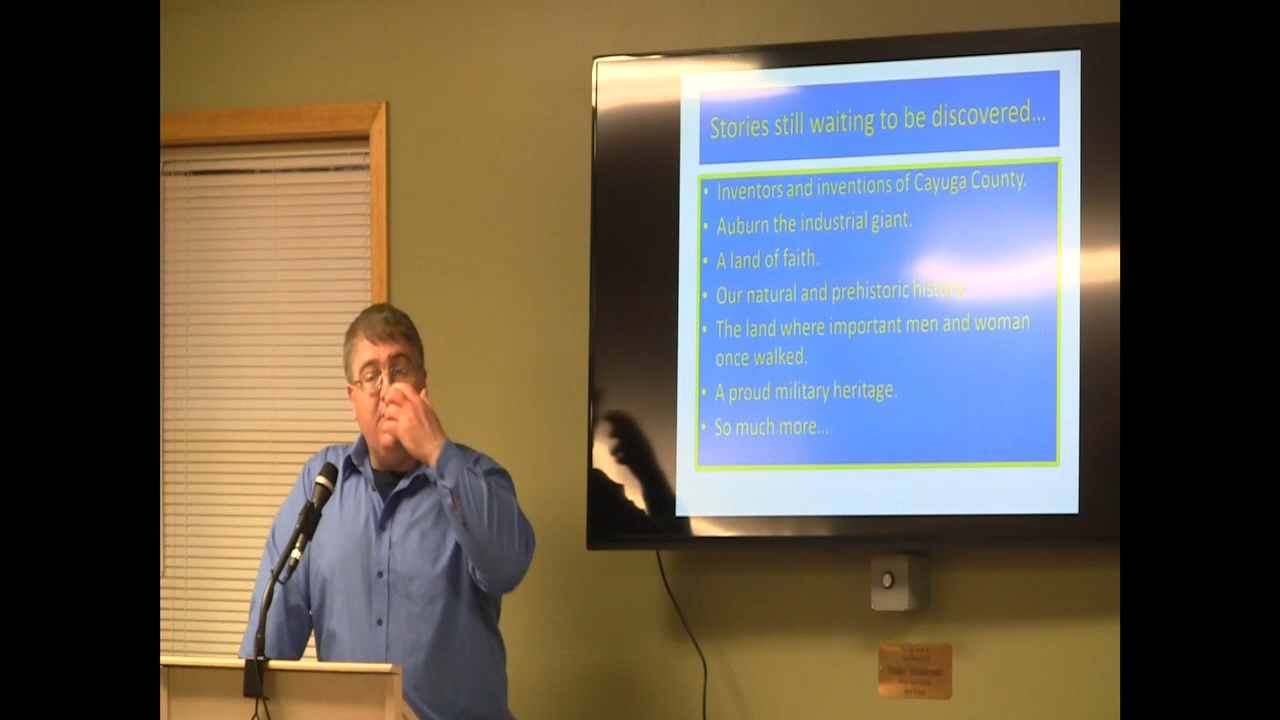 Stories still waiting to be discovered...
• Inventors and inventions of Cayuga County.
• Auburn the industrial giant.
• A land of faith.
• Our natural and prehistoric history
• The land where important men and woman
once walked.
• A proud military heritage.
• So much more...